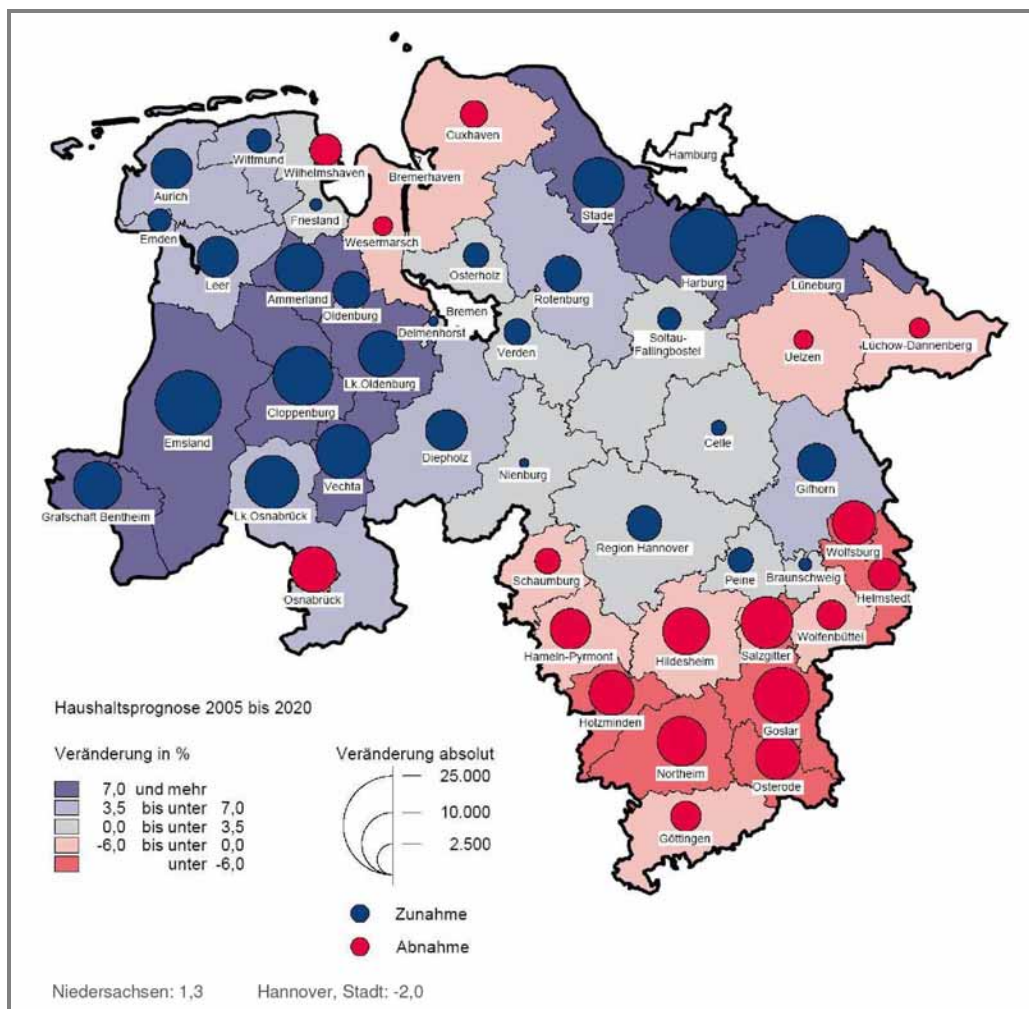 Cuxhaven
Hamburg
Wittmund
Wilhelmshaven
Bremerhaven
Aurich
Stade
Friesland
Emden
Wesermarsch
Osterholz
Harburg
Lüneburg
Leer
Ammerland
Rotenburg
Oldenburg
Bremen
Delmenhorst
Verden
Soltau-
Fallingbostel
Uelzen
Lüchow-Dannenberg
Lk.Oldenburg
Cloppenburg
Emsland
Diepholz
Celle
Nienburg
Vechta
Gifhorn
Grafschaft Bentheim
Lk.Osnabrück
Region Hannover
Wolfsburg
Schaumburg
Peine
Braunschweig
Helmstedt
Osnabrück
Wolfenbüttel
Hameln-Pyrmont
Hildesheim
Salzgitter
Holzminden
Goslar
Northeim
Osterode
Göttingen
Haushaltsprognose 2005 bis 2020
Veränderung in %
7,0 und mehr
3,5 bis unter 7,0
0,0 bis unter 3,5
-6,0 bis unter 0,0
unter -6,0
Veränderung absolut
25.000
10.000
2.500
Zunahme
Abnahme
Niedersachsen: 1,3 Hannover, Stadt: -2,0